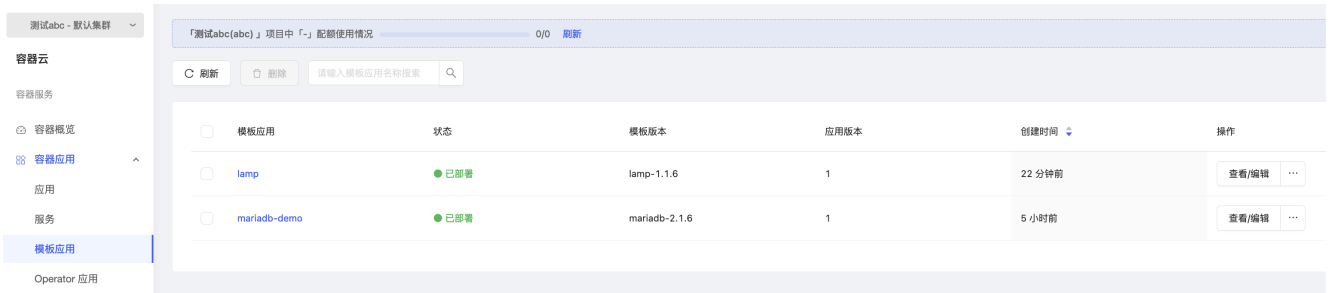 测试abc - 默认集群
容器云
容器服务
容器概览
容器应用
应用
服务
模板应用
Operator 应用
「测试abc(abc) 」项目中「-」配额使用情况 0/0 刷新
刷新 删除 请输入模板应用名称搜索
模板应用 状态 模板版本 应用版本 创建时间 操作
lamp 已部署 lamp-1.1.6 1 22 分钟前 查看/编辑 ···
mariadb-demo 已部署 mariadb-2.1.6 1 5 小时前 查看/编辑 ···